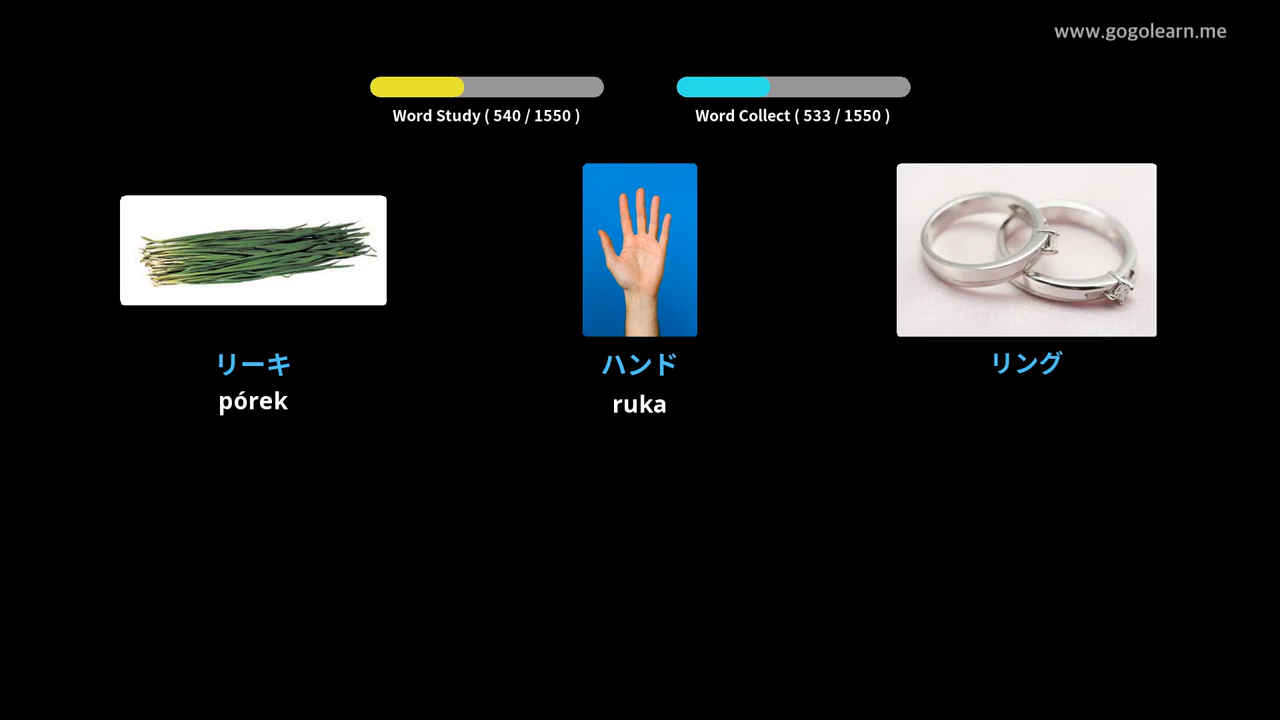 www.gogolearn.me
Word Study ( 540 / 1550 )
Word Collect ( 533 / 1550 )
リーキ
ハンド
リング
pórek
ruka